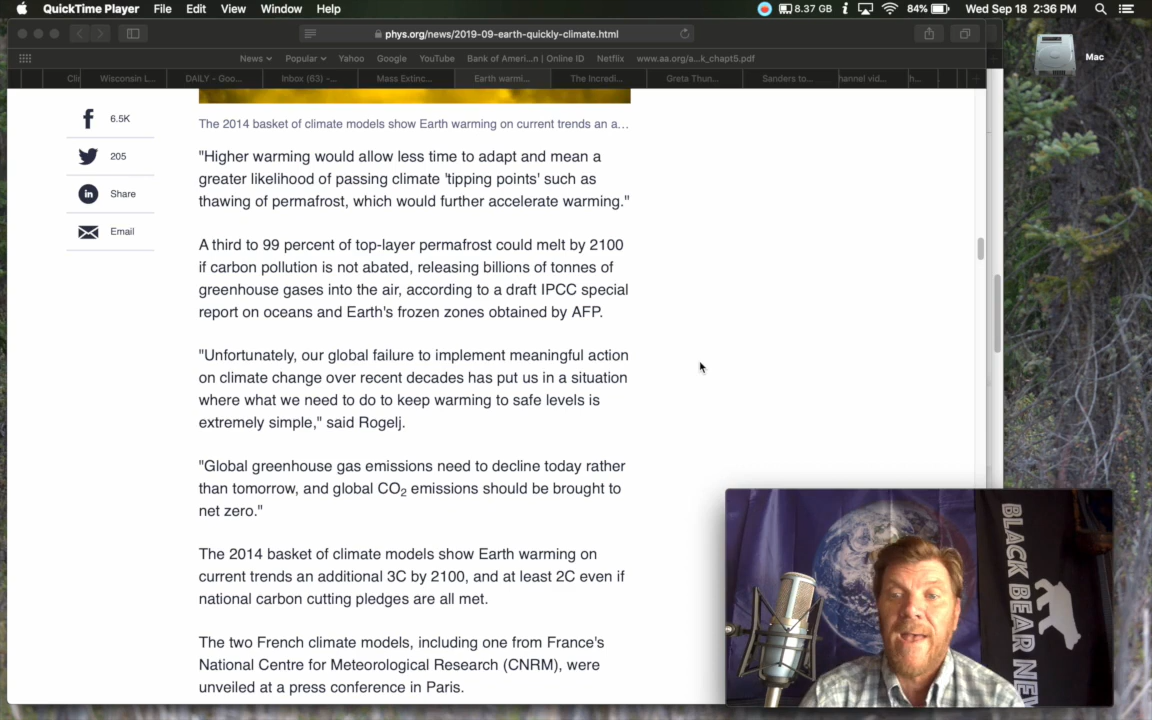 QuickTime Player File Edit View Window Help 8.37 GB 84% Wed Sep 18 2:36 PM
phys.org/news/2019-09-earth-quickly-climate.html
Mac
News Popular Yahoo Google YouTube Bank of Ameri...n | Online ID Netflix www.aa.org/a...k_chapt5.pdf
Cli Wisconsin L... DAILY - Goo... Inbox (63) -... Mass Extinc... Earth warmi... The Incredi... Greta Thun... Sanders to... hannel vid... h...
6.5K
205
Share
Email
The 2014 basket of climate models show Earth warming on current trends an a...
"Higher warming would allow less time to adapt and mean a
greater likelihood of passing climate 'tipping points' such as
thawing of permafrost, which would further accelerate warming."
A third to 99 percent of top-layer permafrost could melt by 2100
if carbon pollution is not abated, releasing billions of tonnes of
greenhouse gases into the air, according to a draft IPCC special
report on oceans and Earth's frozen zones obtained by AFP.
"Unfortunately, our global failure to implement meaningful action
on climate change over recent decades has put us in a situation
where what we need to do to keep warming to safe levels is
extremely simple," said Rogelj.
"Global greenhouse gas emissions need to decline today rather
than tomorrow, and global CO₂ emissions should be brought to
net zero."
The 2014 basket of climate models show Earth warming on
current trends an additional 3C by 2100, and at least 2C even if
national carbon cutting pledges are all met.
The two French climate models, including one from France's
National Centre for Meteorological Research (CNRM), were
unveiled at a press conference in Paris.
BLACK BEAR NEW